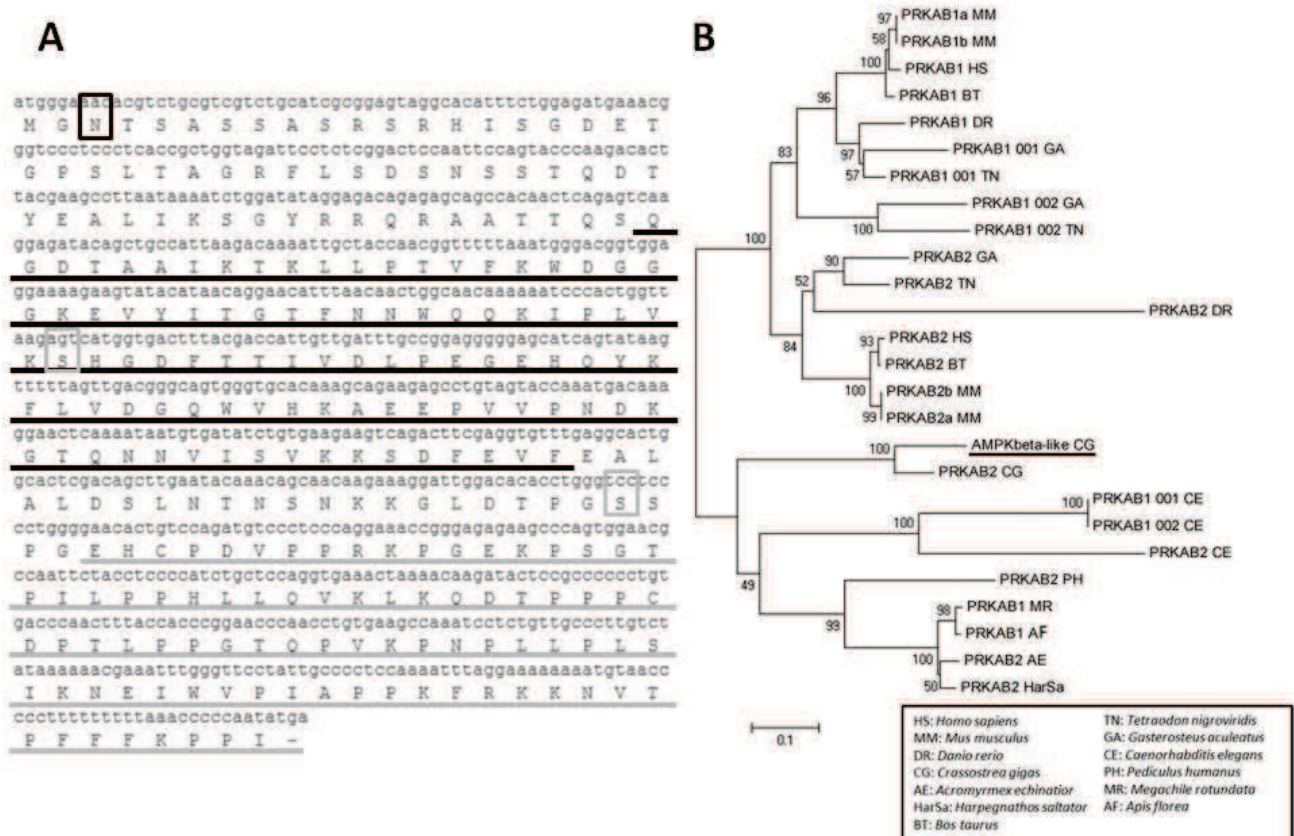 A
atgggaaacacgtctgcgtcgtctgcatcgcggagtaggcacatttctggagatgaaacg
M G N T S A S S A S R S R H I S G D E T
ggtccctccctcaccgctggtagattcctctcggactccaattccagtacccaagacact
G P S L T A G R F L S D S N S S T Q D T
tacgaagccttaataaaatctggatataggagacagagagcagccacaactcagagtcaa
Y E A L I K S G Y R R Q R A A T T Q S Q
ggagatacagctgccattaagacaaaattgctaccaacggtttttaaatgggacggtgga
G D T A A I K T K L L P T V F K W D G G
ggaaaagaagtatacataacaggaacatttaacaactggcaacaaaaaatcccactggtt
G K E V Y I T G T F N N W Q Q K I P L V
aagagtcatggtgactttacgaccattgttgatttgccggagggggagcatcagtataag
K S H G D F T T I V D L P E G E H Q Y K
tttttagttgacgggcagtgggtgcacaaagcagaagagcctgtagtaccaaatgacaaa
F L V D G Q W V H K A E E P V V P N D K
ggaactcaaaataatgtgatatctgtgaagaagtcagacttcgaggtgtttgaggcactg
G T Q N N V I S V K K S D F E V F E A L
gcactcgacagcttgaatacaaacagcaacaagaaaggattggacacacctgggtcctcc
A L D S L N T N S N K K G L D T P G S S
cctggggaacactgtccagatgtccctcccaggaaaccgggagagaagcccagtggaacg
P G E H C P D V P P R K P G E K P S G T
ccaattctacctccccatctgctccaggtgaaactaaaacaagatactccgcccccctgt
P I L P P H L L Q V K L K Q D T P P P C
gacccaactttaccacccggaacccaacctgtgaagccaaatcctctgttgcccttgtct
D P T L P P G T Q P V K P N P L L P L S
ataaaaaacgaaatttgggttcctattgcccctccaaaatttaggaaaaaaaatgtaacc
I K N E I W V P I A P P K F R K K N V T
ccctttttttttaaacccccaatatga
P F F F K P P I –
B
97 PRKAB1a MM
58 PRKAB1b MM
100 PRKAB1 HS
PRKAB1 BT
96
PRKAB1 DR
97 PRKAB1 001 GA
57 PRKAB1 001 TN
83
PRKAB1 002 GA
100 PRKAB1 002 TN
100
90 PRKAB2 GA
52 PRKAB2 TN
PRKAB2 DR
84
93 PRKAB2 HS
PRKAB2 BT
100 PRKAB2b MM
99 PRKAB2a MM
100 AMPKbeta-like CG
PRKAB2 CG
100 PRKAB1 001 CE
100 PRKAB1 002 CE
PRKAB2 CE
49
PRKAB2 PH
99
98 PRKAB1 MR
PRKAB1 AF
100 PRKAB2 AE
50 PRKAB2 HarSa
0.1
HS: Homo sapiens
MM: Mus musculus
DR: Danio rerio
CG: Crassostrea gigas
AE: Acromyrmex echinatior
HarSa: Harpegnathos saltator
BT: Bos taurus
TN: Tetraodon nigroviridis
GA: Gasterosteus aculeatus
CE: Caenorhabditis elegans
PH: Pediculus humanus
MR: Megachile rotundata
AF: Apis florea